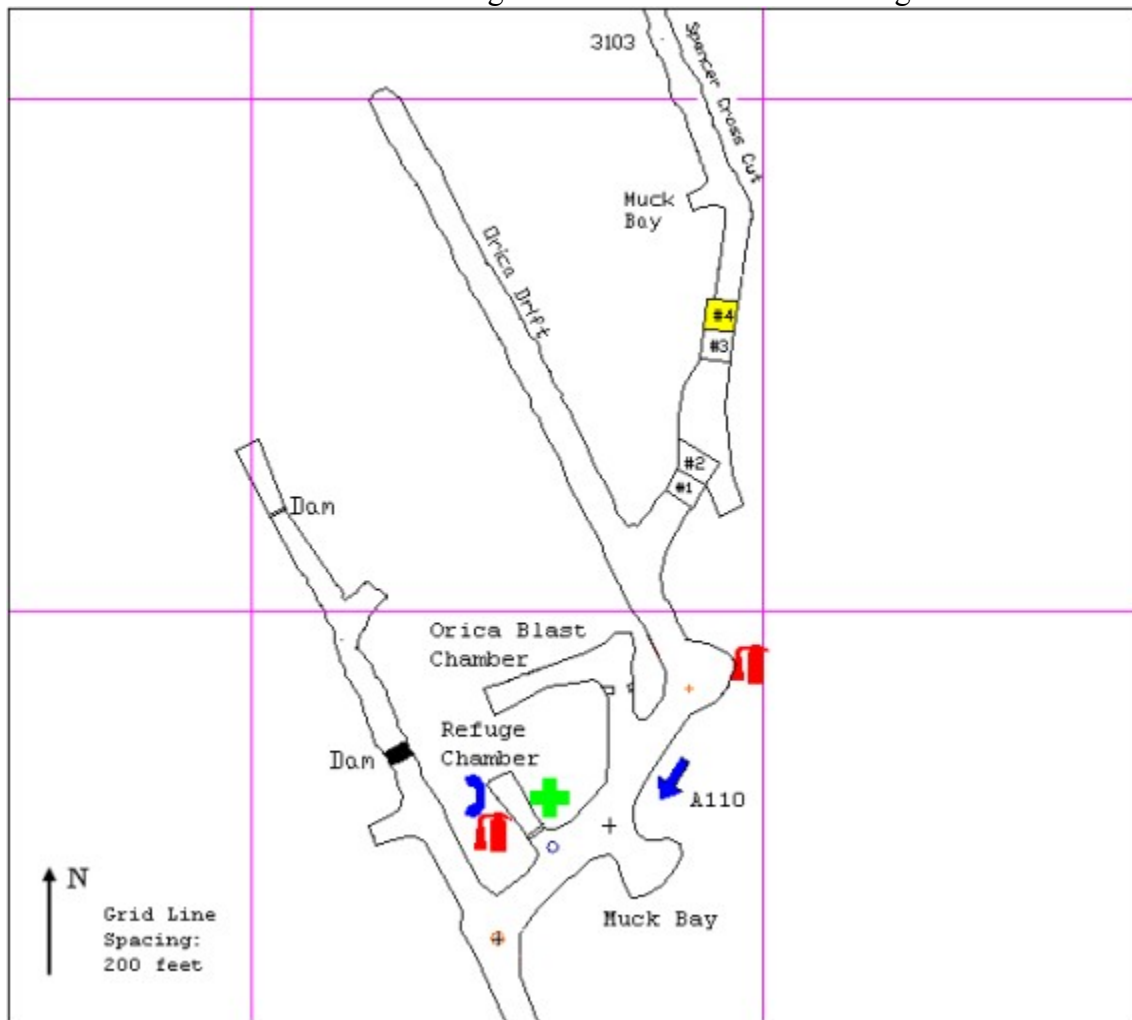 3103
Spencer Cross Cut
Muck
Bay
Orica Drift
#4
#3
#2
#1
Dam
Orica Blast
Chamber
Refuge
Chamber
Dam
A110
N
Muck Bay
Grid Line
Spacing:
200 feet